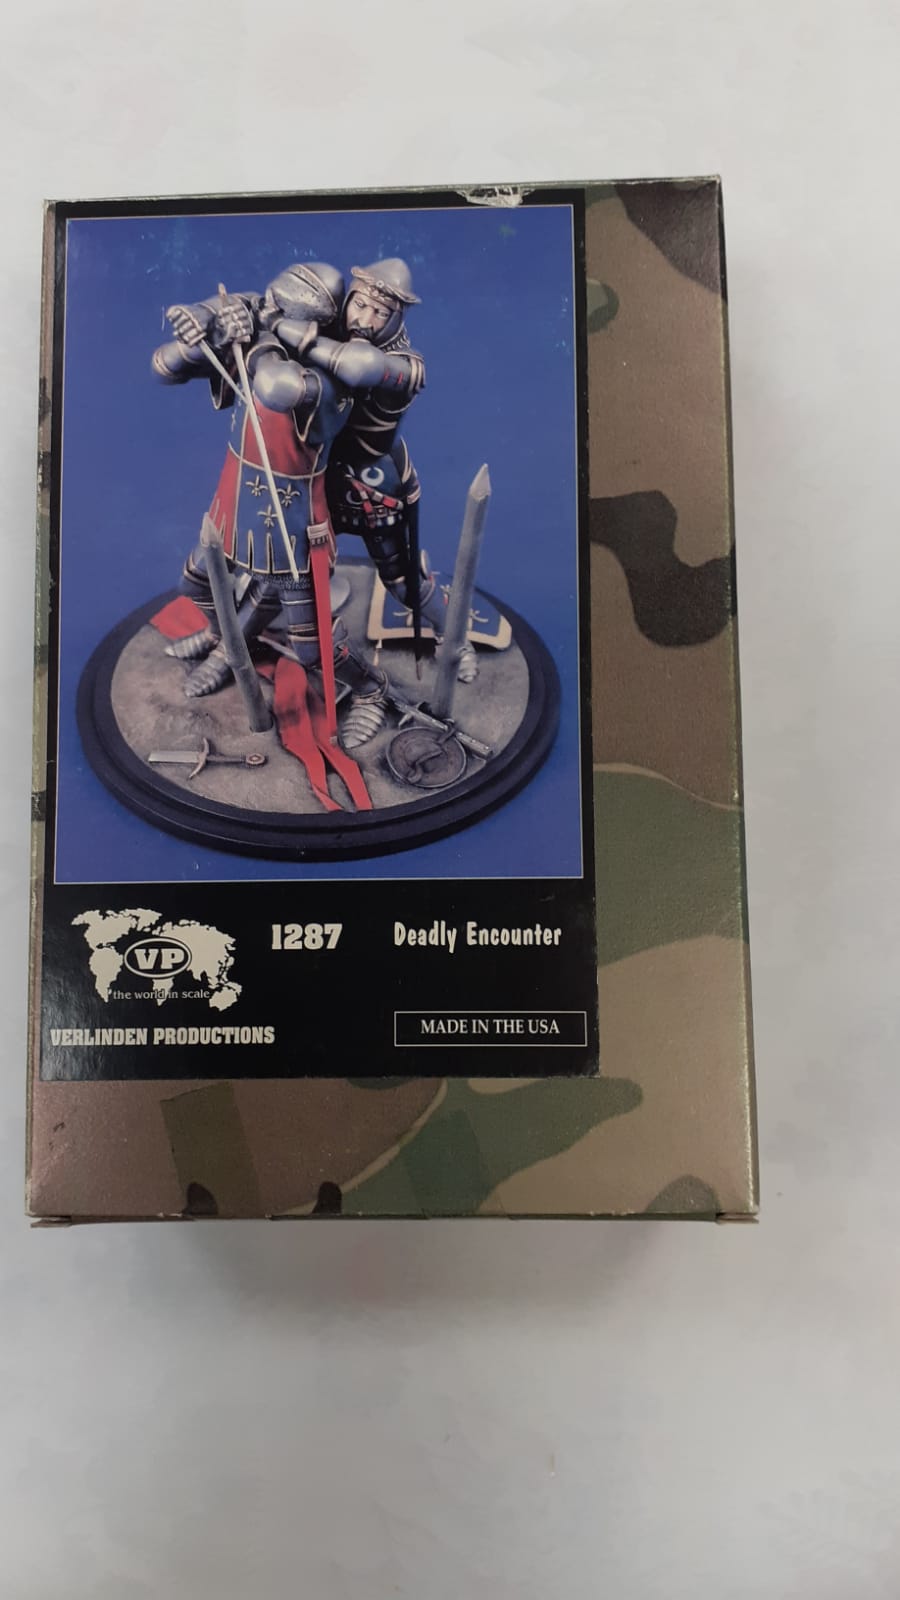 1287
Deadly Encounter
VP
the world in scale
VERLINDEN PRODUCTIONS
MADE IN THE USA